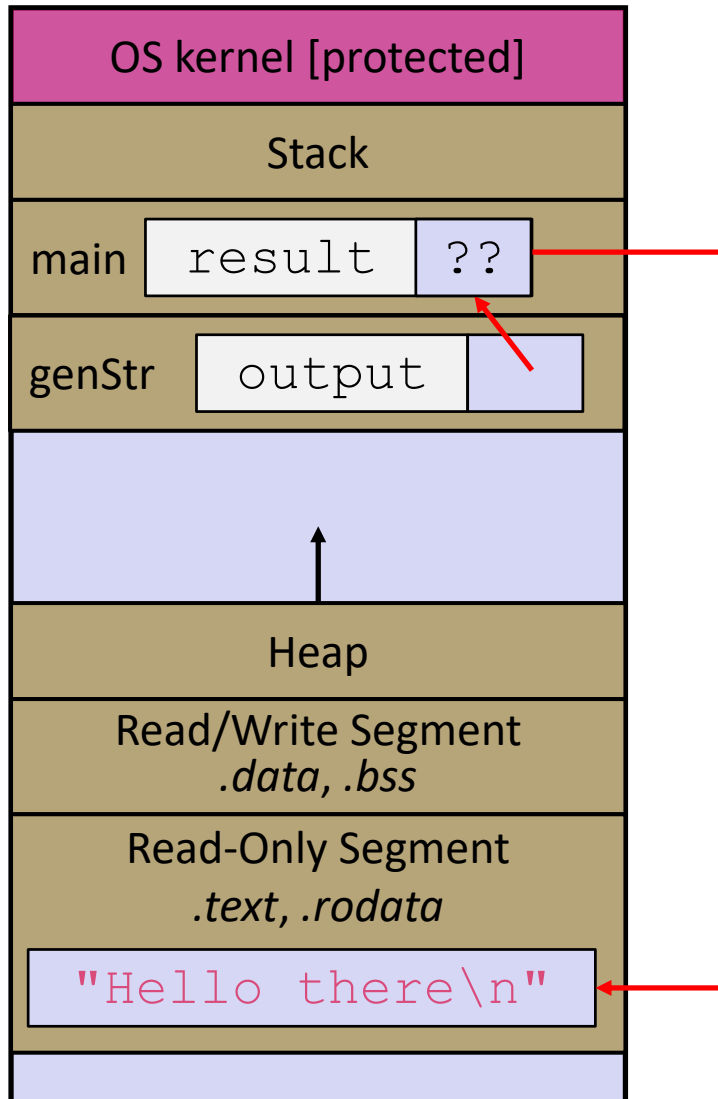 OS kernel [protected]
Stack
main result ??
genStr output
Heap
Read/Write Segment
.data, .bss
Read-Only Segment
.text, .rodata
"Hello there\n"